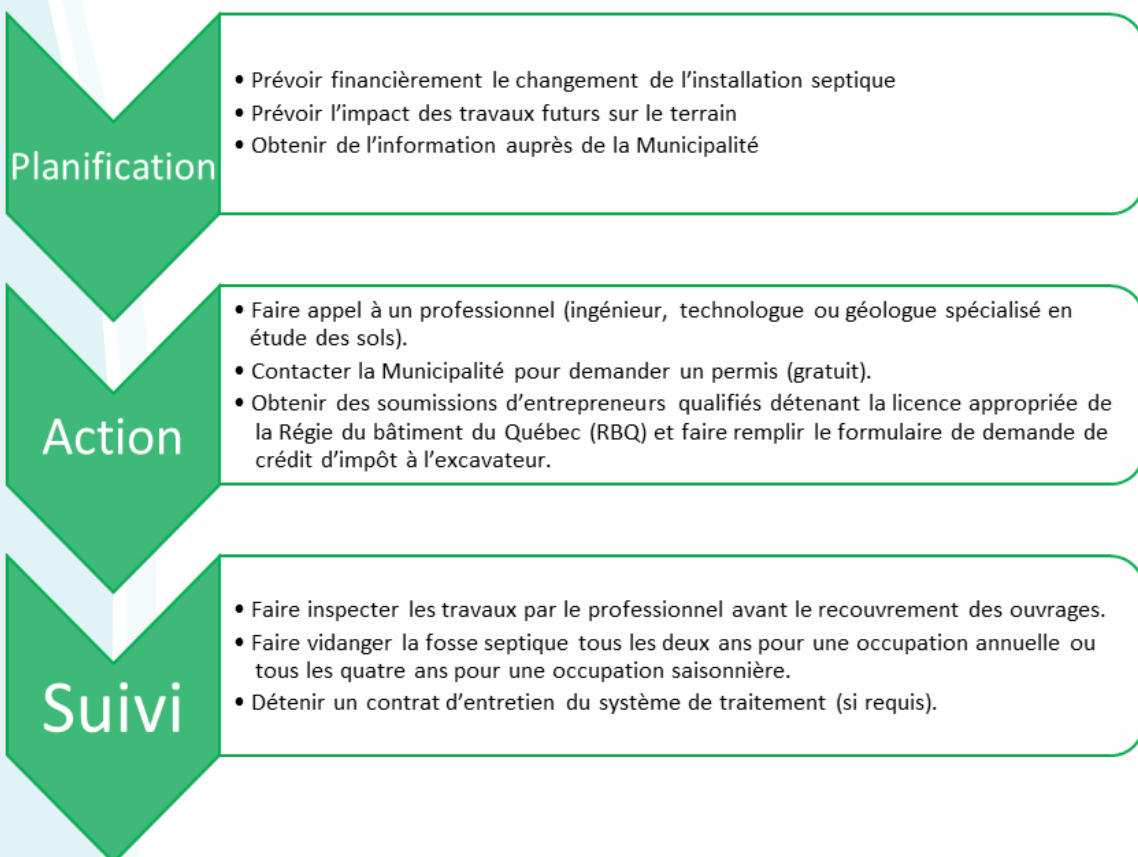 Planification
• Prévoir financièrement le changement de l'installation septique
• Prévoir l'impact des travaux futurs sur le terrain
• Obtenir de l'information auprès de la Municipalité
Action
• Faire appel à un professionnel (ingénieur, technologue ou géologue spécialisé en
étude des sols).
• Contacter la Municipalité pour demander un permis (gratuit).
• Obtenir des soumissions d'entrepreneurs qualifiés détenant la licence appropriée de
la Régie du bâtiment du Québec (RBQ) et faire remplir le formulaire de demande de
crédit d'impôt à l'excavateur.
Suivi
• Faire inspecter les travaux par le professionnel avant le recouvrement des ouvrages.
• Faire vidanger la fosse septique tous les deux ans pour une occupation annuelle ou
tous les quatre ans pour une occupation saisonnière.
• Détenir un contrat d'entretien du système de traitement (si requis).